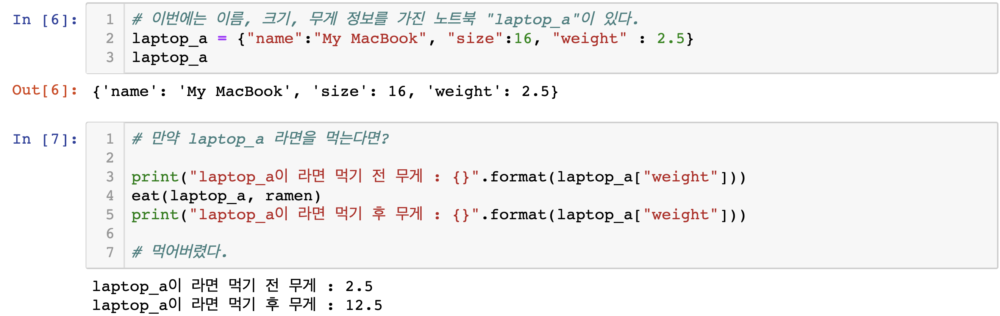 In [6]:
1 # 이번에는 이름, 크기, 무게 정보를 가진 노트북 "laptop_a"이 있다.
2 laptop_a = {"name":"My MacBook", "size":16, "weight" : 2.5}
3 laptop_a
Out[6]: {'name': 'My MacBook', 'size': 16, 'weight': 2.5}
In [7]:
1 # 만약 laptop_a 라면을 먹는다면?
2
3 print("laptop_a이 라면 먹기 전 무게 : {}".format(laptop_a["weight"]))
4 eat(laptop_a, ramen)
5 print("laptop_a이 라면 먹기 후 무게 : {}".format(laptop_a["weight"]))
6
7 # 먹어버렸다.
laptop_a이 라면 먹기 전 무게 : 2.5
laptop_a이 라면 먹기 후 무게 : 12.5